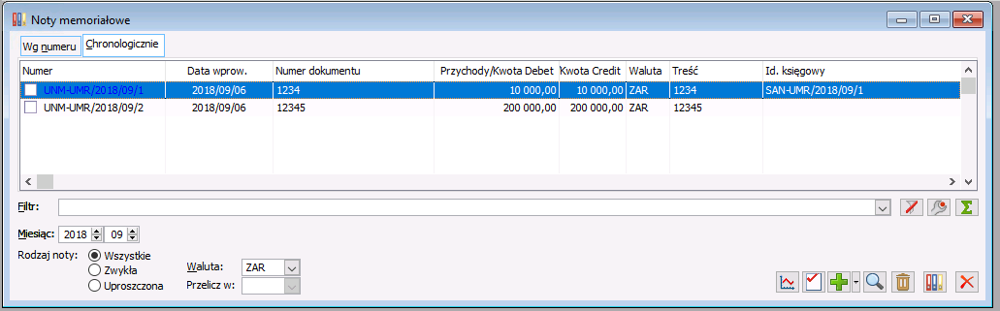 Noty memoriałowe
Wg numeru Chronologicznie
Numer Data wprow. Numer dokumentu Przychody/Kwota Debet Kwota Credit Waluta Treść Id. księgowy
UNM-UMR/2018/09/1 2018/09/06 1234 10 000,00 10 000,00 ZAR 1234 SAN-UMR/2018/09/1
UNM-UMR/2018/09/2 2018/09/06 12345 200 000,00 200 000,00 ZAR 12345
Filtr:
Miesiąc: 2018 09
Rodzaj noty: Wszystkie
Zwykła
Uproszczona
Waluta: ZAR
Przelicz w: